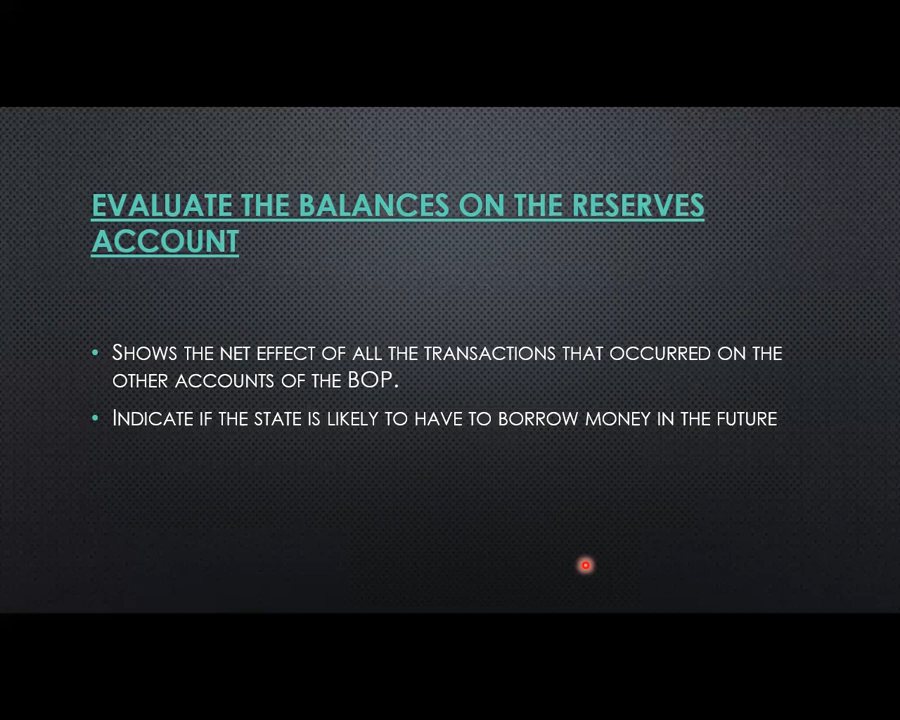 EVALUATE THE BALANCES ON THE RESERVES
ACCOUNT
• SHOWS THE NET EFFECT OF ALL THE TRANSACTIONS THAT OCCURRED ON THE
OTHER ACCOUNTS OF THE BOP.
• INDICATE IF THE STATE IS LIKELY TO HAVE TO BORROW MONEY IN THE FUTURE